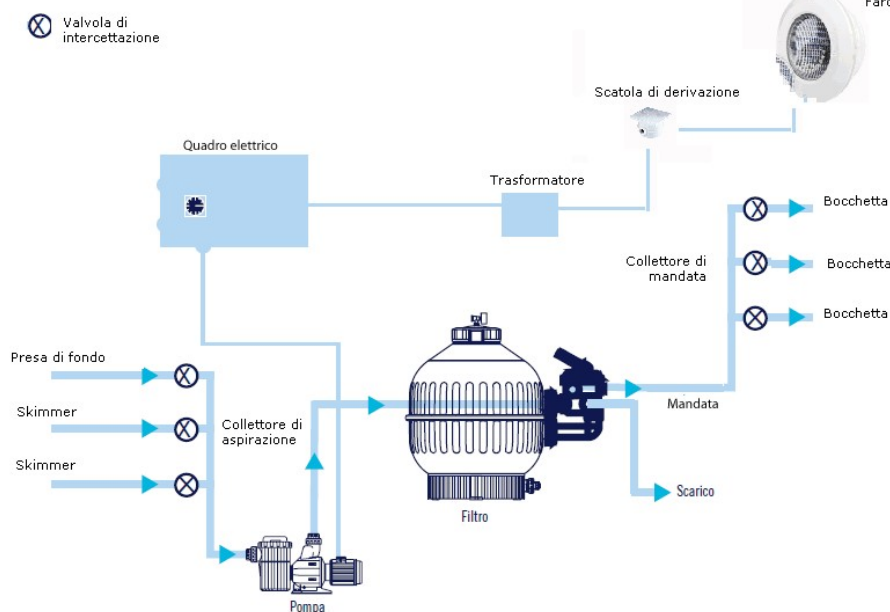 Faro
Valvola di
intercettazione
Scatola di derivazione
Quadro elettrico
Trasformatore
Bocchetta
Collettore di
mandata
Bocchetta
Bocchetta
Presa di fondo
Skimmer
Collettore di
aspirazione
Mandata
Skimmer
Scarico
Filtro
Pompa